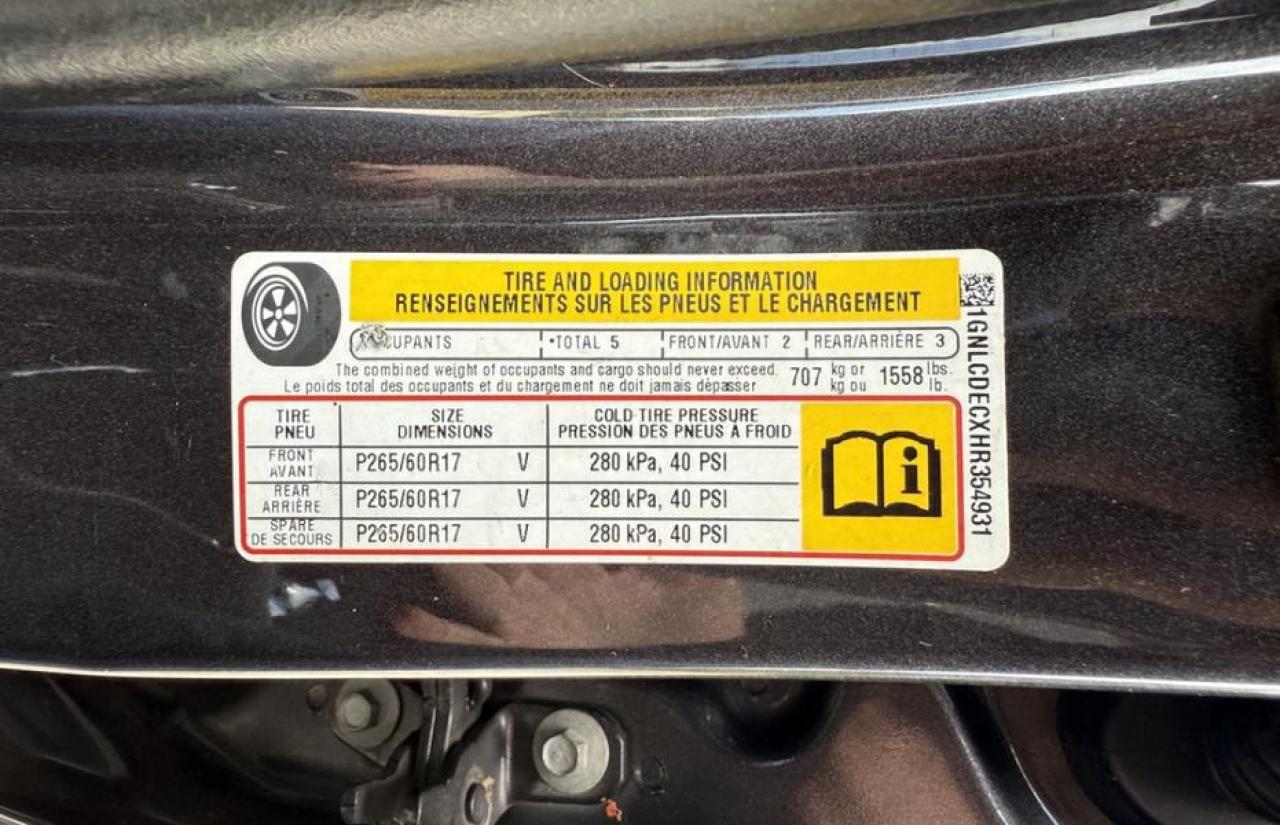 TIRE AND LOADING INFORMATION
RENSEIGNEMENTS SUR LES PNEUS ET LE CHARGEMENT
TOTAL 5 FRONT/AVANT 2 REAR/ARRIÈRE 3
The combined weight of occupants and cargo should never exceed 707 kg or 1558 lbs.
Le poids total des occupants et du chargement ne doit jamais dépasser kg ou lb.
TIRE SIZE COLD TIRE PRESSURE
PNEU DIMENSIONS PRESSION DES PNEUS À FROID
FRONT
AVANT P265/60R17 V 280 kPa, 40 PSI
REAR
ARRIÈRE P265/60R17 V 280 kPa, 40 PSI
SPARE
DE SECOURS P265/60R17 V 280 kPa, 40 PSI
1GNLCDECXHR354931